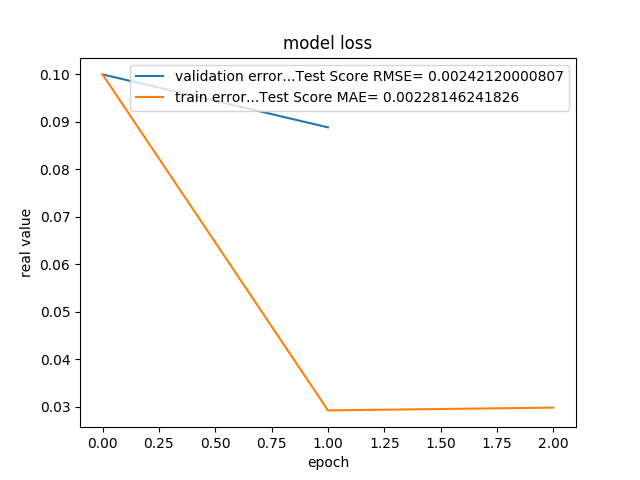 model loss
validation error...Test Score RMSE= 0.00242120000807
train error...Test Score MAE= 0.00228146241826
0.10
0.09
0.08
0.07
0.06
0.05
0.04
0.03
real value
0.00 0.25 0.50 0.75 1.00 1.25 1.50 1.75 2.00
epoch